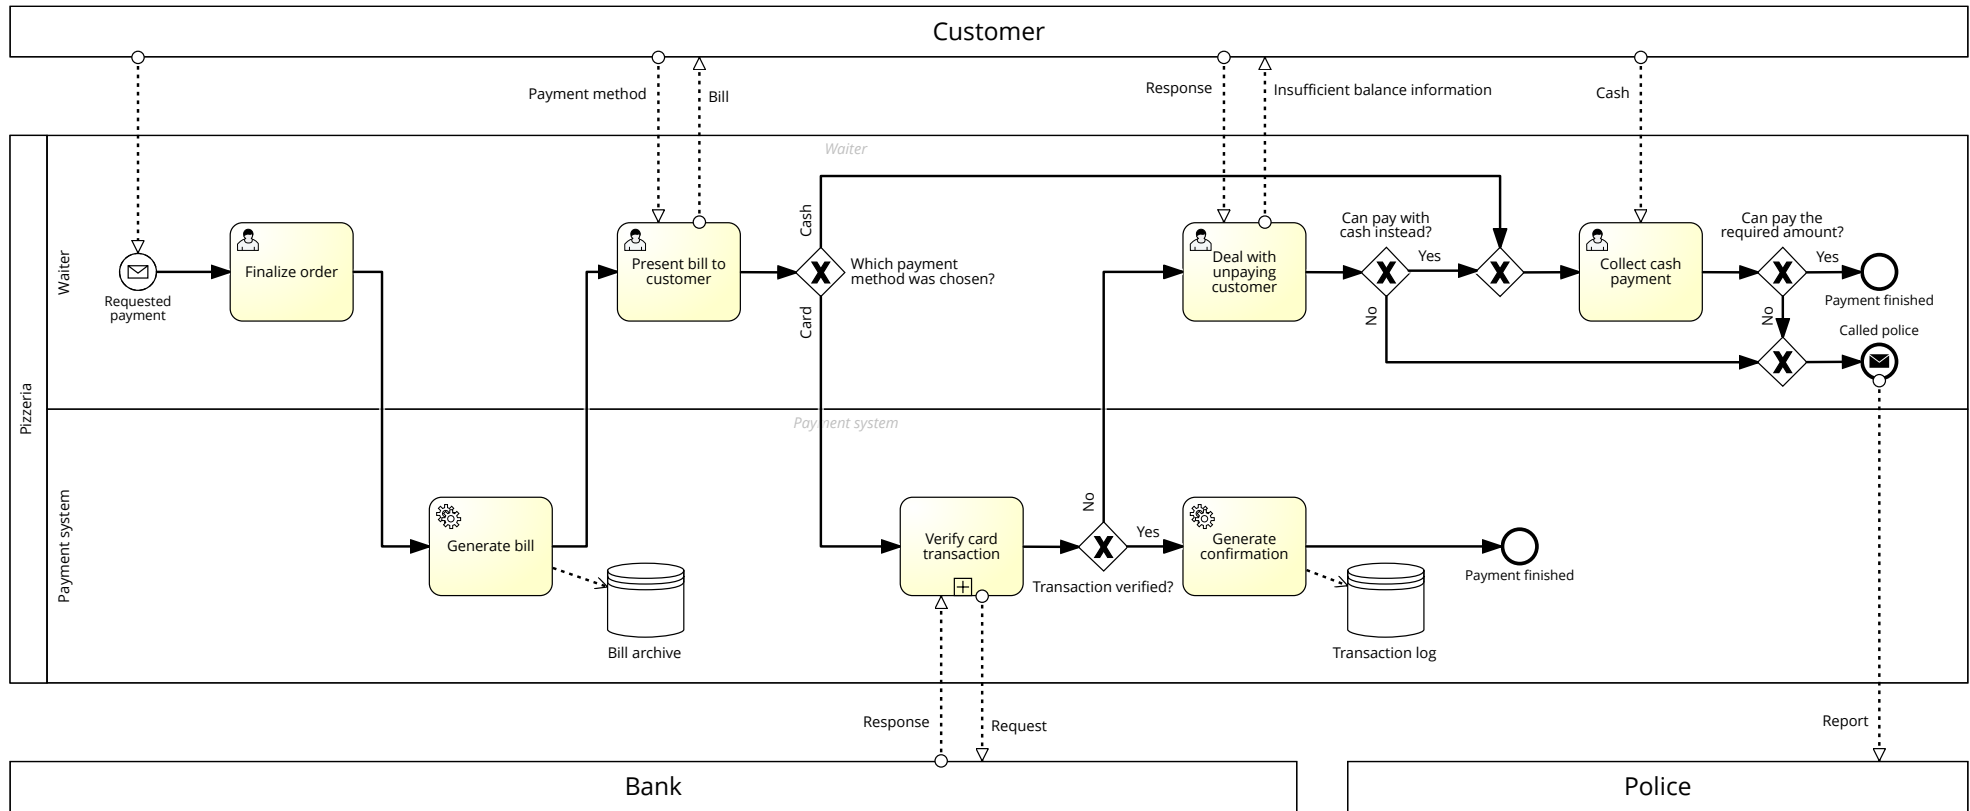 Customer
Payment method
Bill
Response
Insufficient balance information
Cash
Pizzeria
Waiter
Waiter
Requested
payment
Finalize order
Present bill to
customer
Cash
Which payment
method was chosen?
Card
Deal with
unpaying
customer
Can pay with
cash instead?
Yes
No
Collect cash
payment
Can pay the
required amount?
Yes
Payment finished
No
Called police
Payment system
Payment system
Generate bill
Bill archive
Verify card
transaction
No
Yes
Transaction verified?
Generate
confirmation
Transaction log
Payment finished
Response
Request
Report
Bank
Police